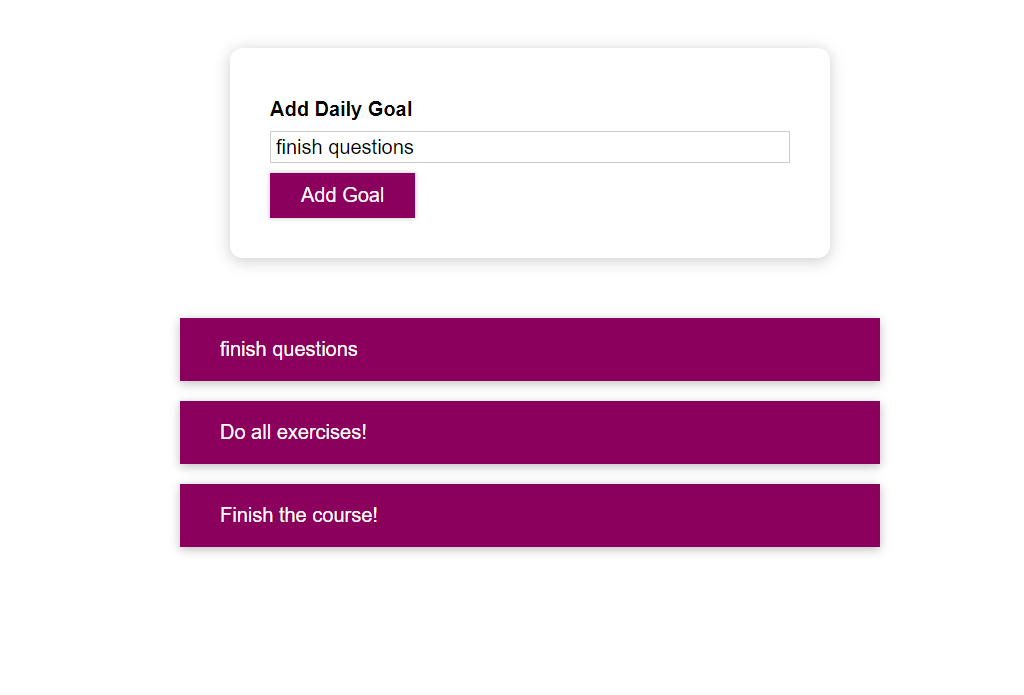 Add Daily Goal
finish questions
Add Goal
finish questions
Do all exercises!
Finish the course!